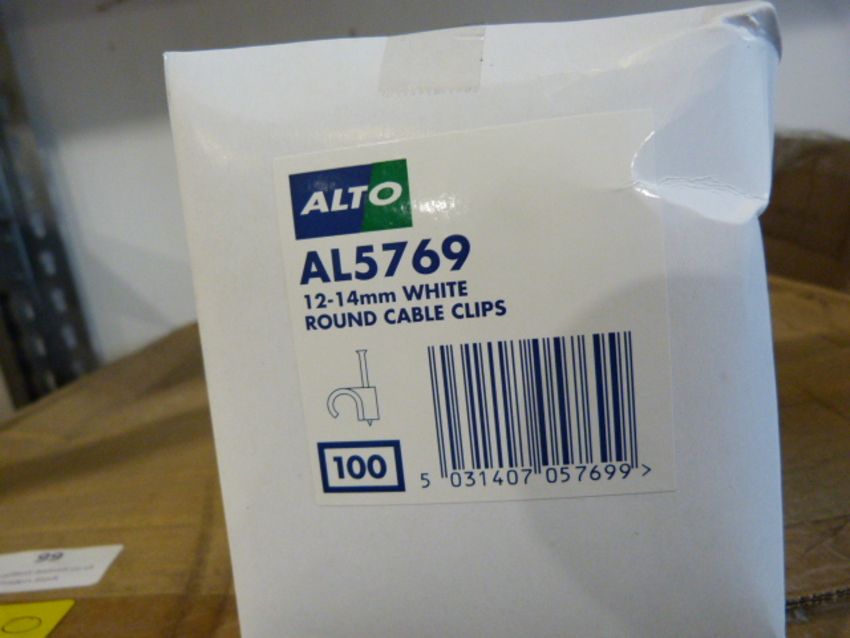 ALTO
AL5769
12-14mm WHITE
ROUND CABLE CLIPS
100
5 031407 057699 >
99